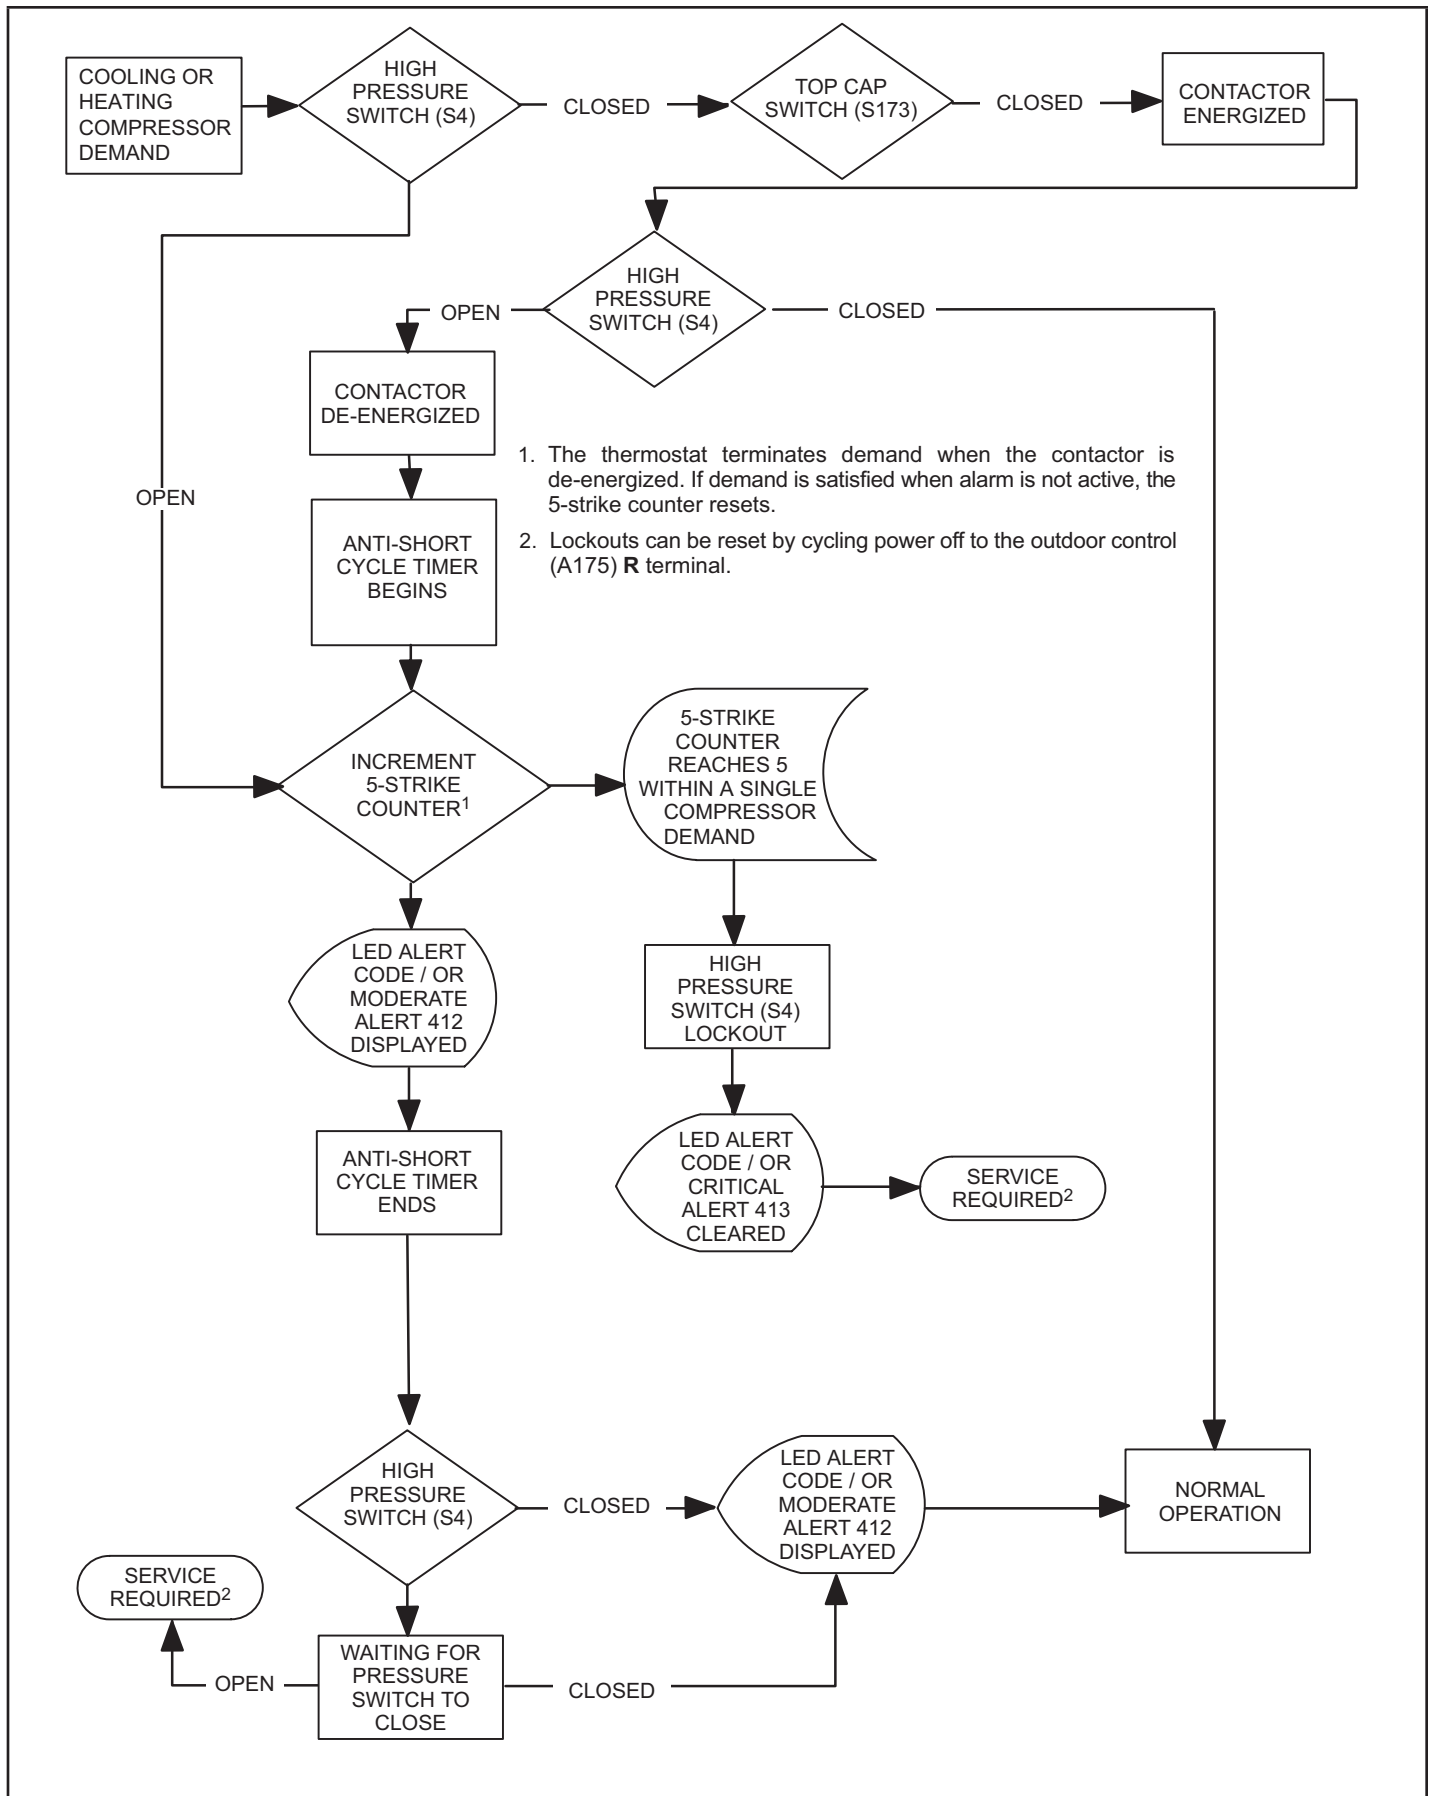 COOLING OR
HEATING
COMPRESSOR
DEMAND
HIGH
PRESSURE
SWITCH (S4)
CLOSED
TOP CAP
SWITCH (S173)
CLOSED
CONTACTOR
ENERGIZED
HIGH
PRESSURE
SWITCH (S4)
OPEN
CLOSED
CONTACTOR
DE-ENERGIZED
1. The thermostat terminates demand when the contactor is
de-energized. If demand is satisfied when alarm is not active, the
5-strike counter resets.
2. Lockouts can be reset by cycling power off to the outdoor control
(A175) R terminal.
OPEN
ANTI-SHORT
CYCLE TIMER
BEGINS
INCREMENT
5-STRIKE
COUNTER1
5-STRIKE
COUNTER
REACHES 5
WITHIN A SINGLE
COMPRESSOR
DEMAND
LED ALERT
CODE / OR
MODERATE
ALERT 412
DISPLAYED
HIGH
PRESSURE
SWITCH (S4)
LOCKOUT
ANTI-SHORT
CYCLE TIMER
ENDS
LED ALERT
CODE / OR
CRITICAL
ALERT 413
CLEARED
SERVICE
REQUIRED2
HIGH
PRESSURE
SWITCH (S4)
CLOSED
LED ALERT
CODE / OR
MODERATE
ALERT 412
DISPLAYED
NORMAL
OPERATION
SERVICE
REQUIRED2
OPEN
WAITING FOR
PRESSURE
SWITCH TO
CLOSE
CLOSED